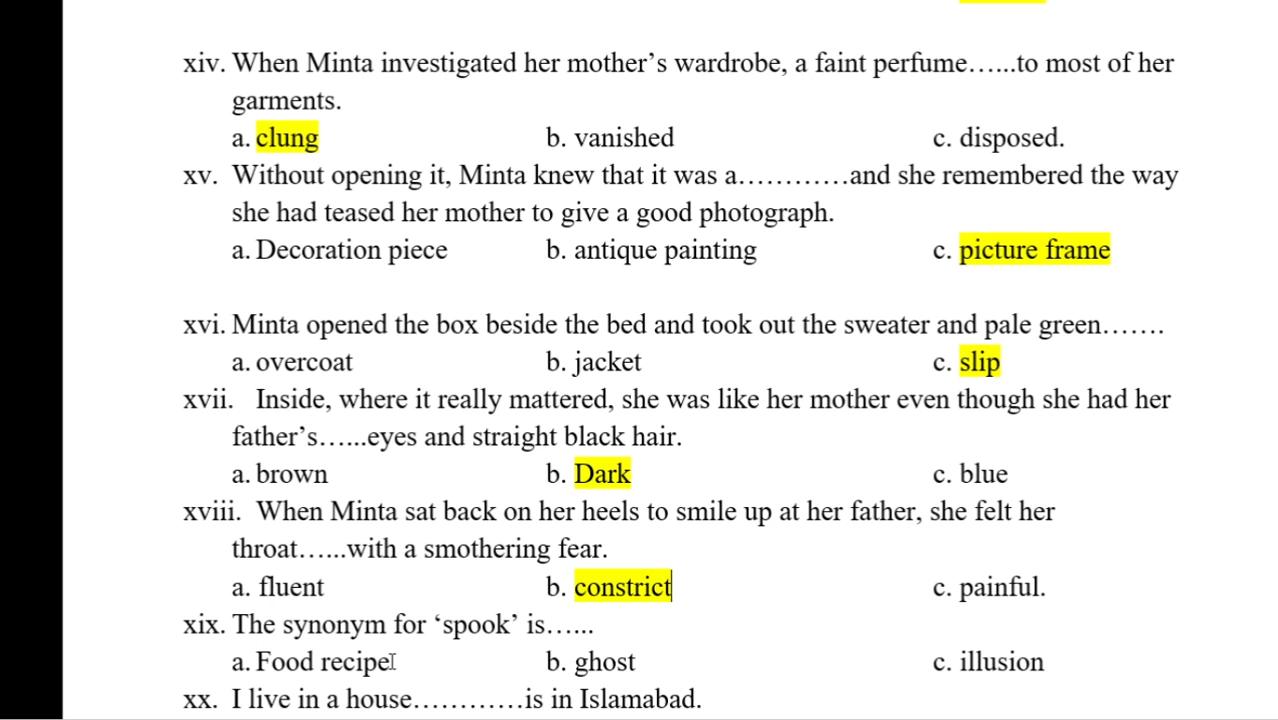 xiv. When Minta investigated her mother’s wardrobe, a faint perfume…...to most of her
garments.
a. clung b. vanished c. disposed.
xv. Without opening it, Minta knew that it was a…………and she remembered the way
she had teased her mother to give a good photograph.
a. Decoration piece b. antique painting c. picture frame
xvi. Minta opened the box beside the bed and took out the sweater and pale green…….
a. overcoat b. jacket c. slip
xvii. Inside, where it really mattered, she was like her mother even though she had her
father’s…...eyes and straight black hair.
a. brown b. Dark c. blue
xviii. When Minta sat back on her heels to smile up at her father, she felt her
throat…...with a smothering fear.
a. fluent b. constrict c. painful.
xix. The synonym for ‘spook’ is…...
a. Food recipe b. ghost c. illusion
xx. I live in a house…………is in Islamabad.